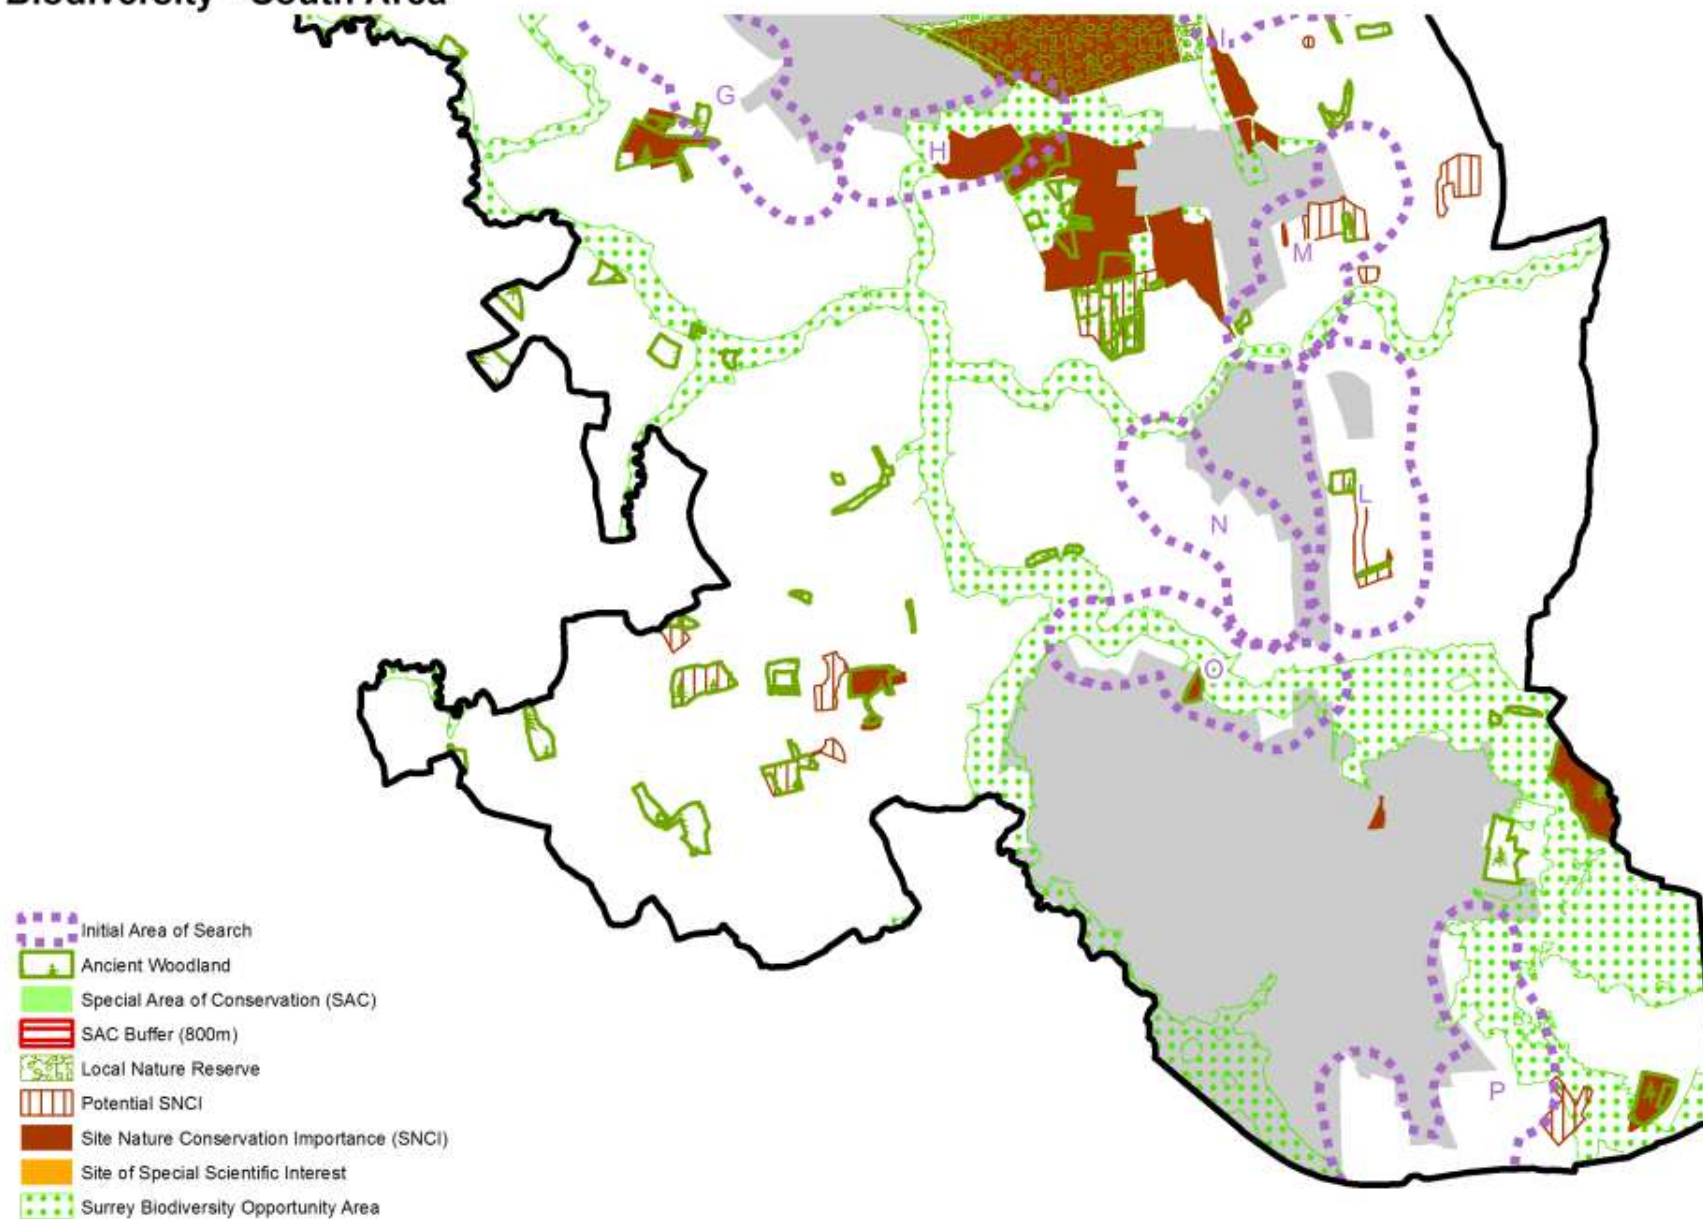 Biodiversity - South Area
I
G
H
M
L
N
O
P
Initial Area of Search
Ancient Woodland
Special Area of Conservation (SAC)
SAC Buffer (800m)
Local Nature Reserve
Potential SNCI
Site Nature Conservation Importance (SNCI)
Site of Special Scientific Interest
Surrey Biodiversity Opportunity Area